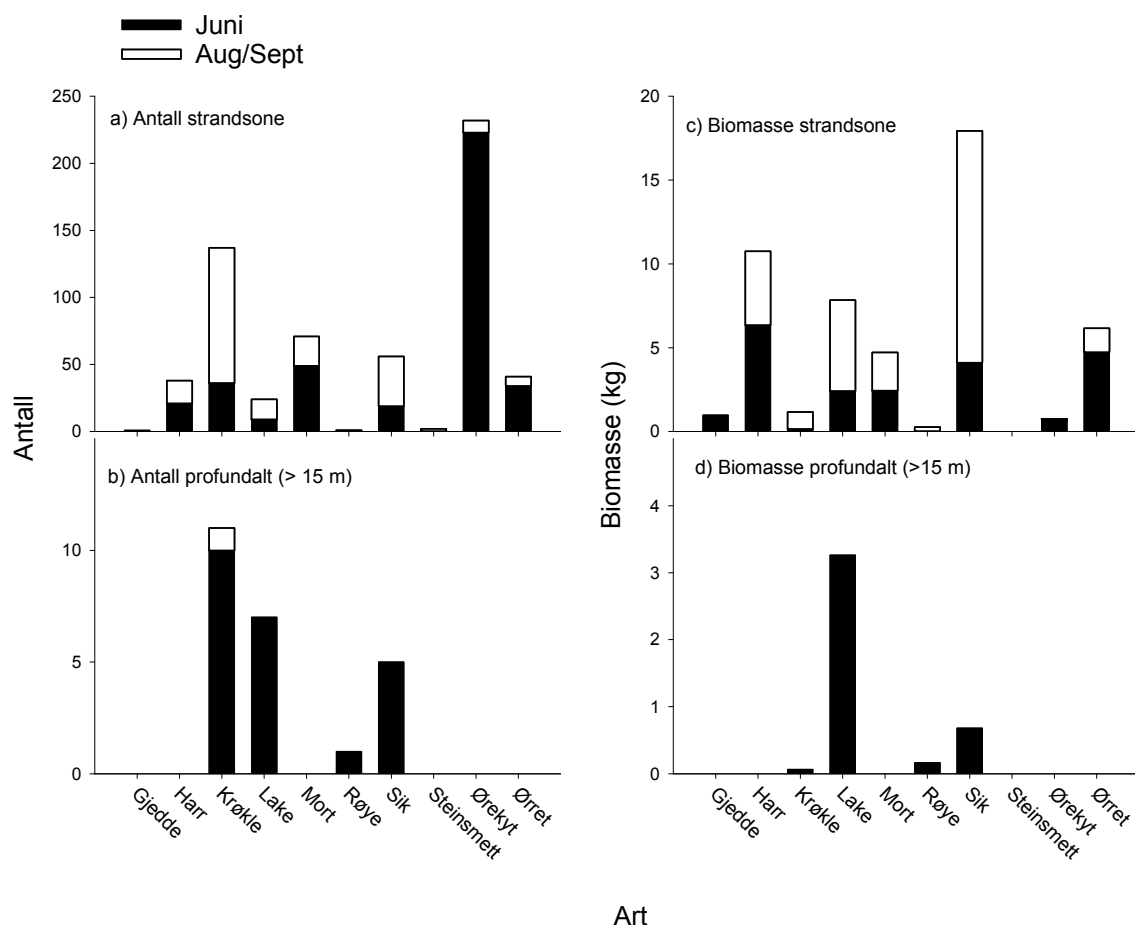 Juni
Aug/Sept
a) Antall strandsone
250
200
150
100
50
0
b) Antall profundalt (> 15 m)
10
5
0
Antall
Gjedde
Harr
Krøkle
Lake
Mort
Røye
Sik
Steinsmett
Ørekyt
Ørret
c) Biomasse strandsone
20
15
10
5
0
d) Biomasse profundalt (>15 m)
4
3
2
1
0
Biomasse (kg)
Gjedde
Harr
Krøkle
Lake
Mort
Røye
Sik
Steinsmett
Ørekyt
Ørret
Art